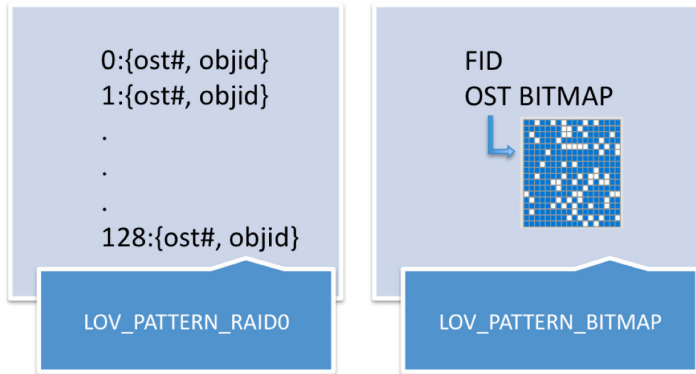 0:{ost#, objid}
1:{ost#, objid}
.
.
.
128:{ost#, objid}
LOV_PATTERN_RAID0
FID
OST BITMAP
LOV_PATTERN_BITMAP